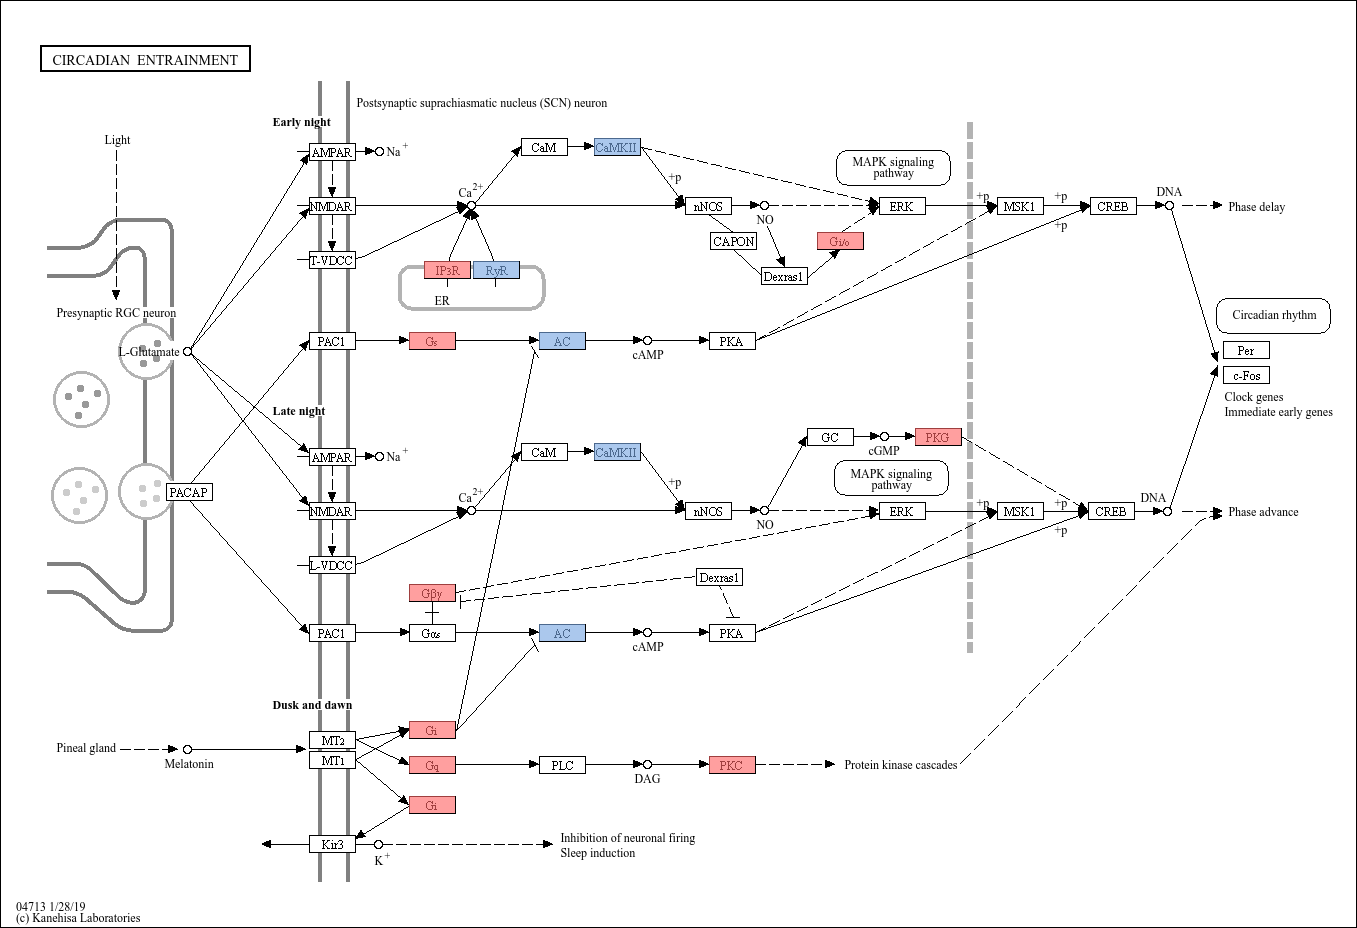 CIRCADIAN ENTRAINMENT
Postsynaptic suprachiasmatic nucleus (SCN) neuron
Early night
Light
AMPAR
Na+
CaM
CaMKII
MAPK signaling
pathway
+p
Ca2+
NMDAR
nNOS
NO
ERK
+p
MSK1
+p
CREB
DNA
Phase delay
+p
CAPON
Gi/o
T-VDCC
IP3R
RyR
Dexras1
ER
Presynaptic RGC neuron
Circadian rhythm
L-Glutamate
PAC1
Gs
AC
cAMP
PKA
Per
c-Fos
Clock genes
Immediate early genes
Late night
AMPAR
Na+
CaM
CaMKII
GC
cGMP
PKG
MAPK signaling
pathway
+p
PACAP
Ca2+
NMDAR
nNOS
NO
ERK
+p
MSK1
+p
CREB
DNA
Phase advance
+p
L-VDCC
Gβγ
Dexras1
PAC1
Gαs
AC
cAMP
PKA
Dusk and dawn
Gi
MT2
Pineal gland
Melatonin
MT1
Gq
PLC
DAG
PKC
Protein kinase cascades
Gi
Kir3
K+
Inhibition of neuronal firing
Sleep induction
04713 1/28/19
(c) Kanehisa Laboratories